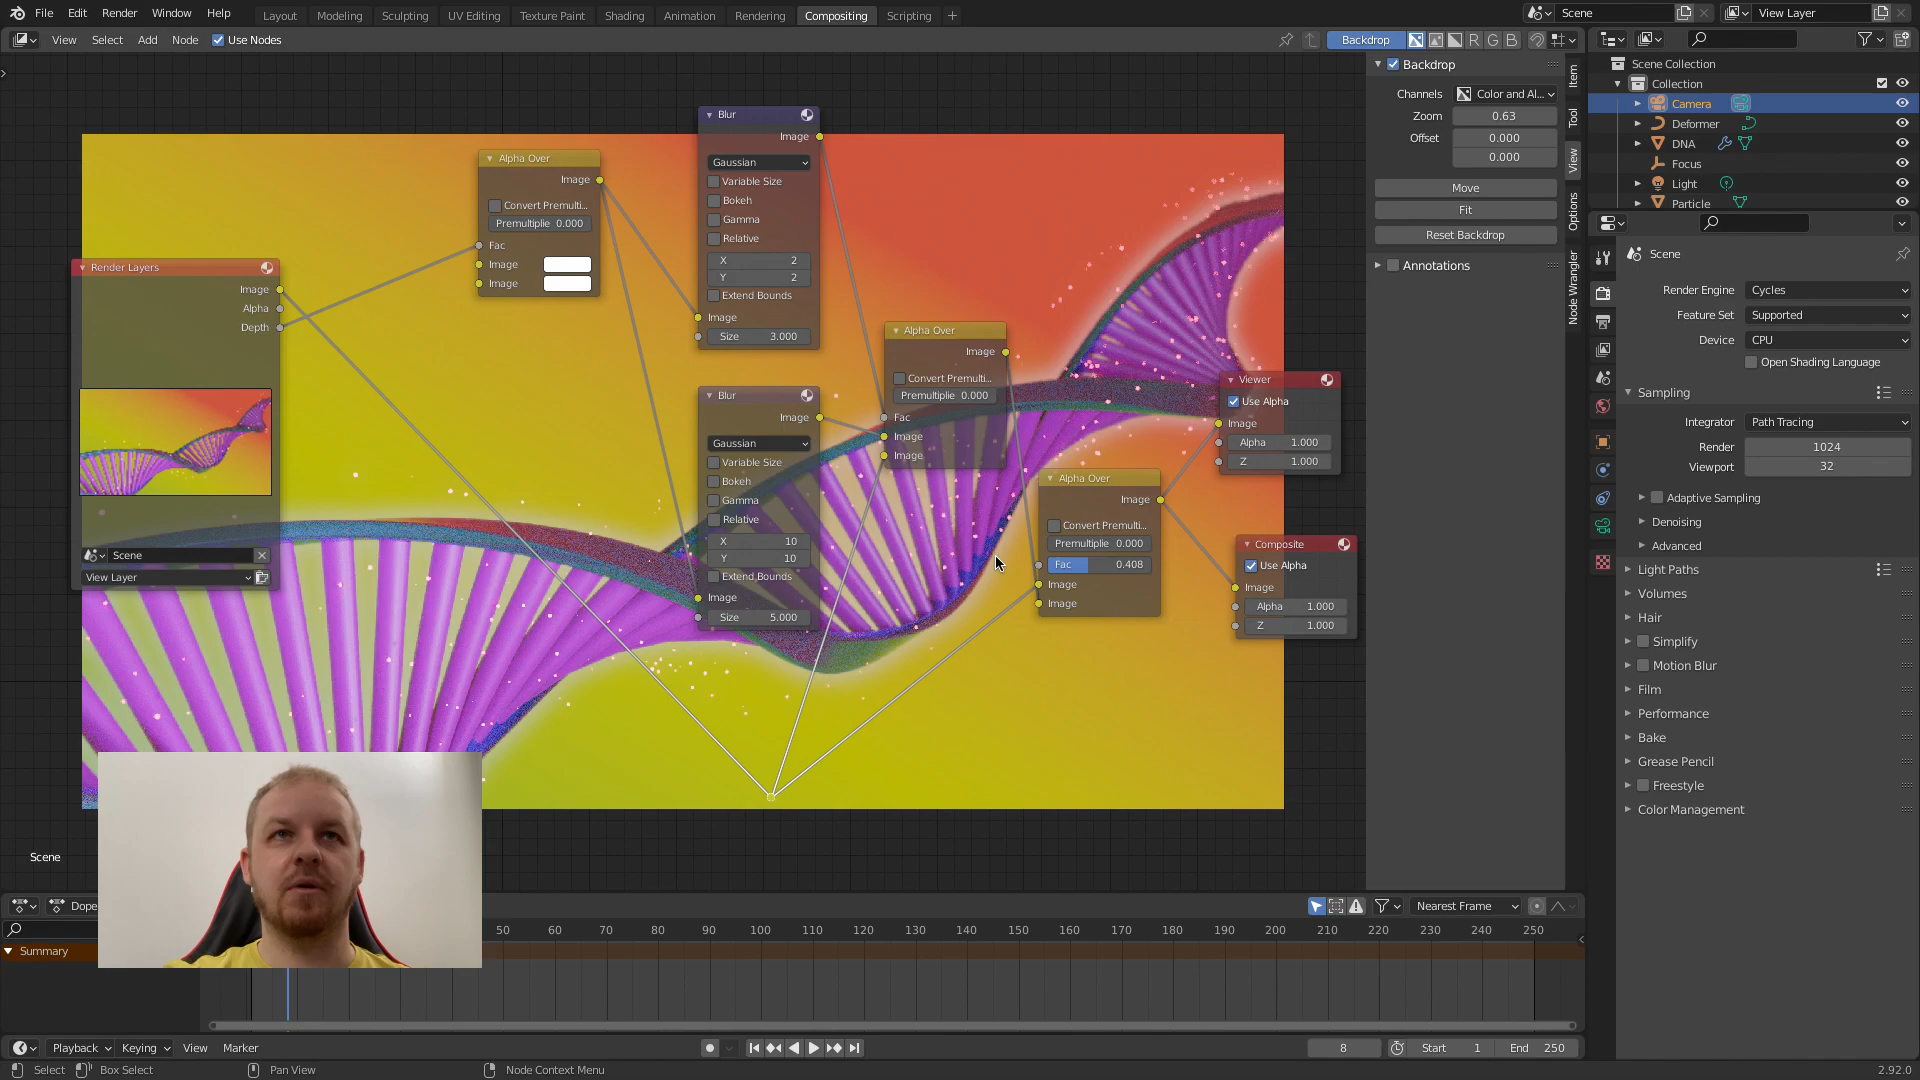 File Edit Render Window Help Layout Modeling Sculpting UV Editing Texture Paint Shading Animation Rendering Compositing Scripting + Scene View Layer
View Select Add Node Use Nodes Backdrop R G B
Backdrop
Channels Color and Al...
Zoom 0.63
Offset 0.000
0.000
Move
Fit
Reset Backdrop
Annotations
Item
Tool
View
Options
Node Wrangler
Render Layers
Image
Alpha
Depth
Scene
View Layer
Alpha Over
Image
Convert Premulti...
Premultiplie 0.000
Fac
Image
Image
Blur
Image
Gaussian
Variable Size
Bokeh
Gamma
Relative
X 2
Y 2
Extend Bounds
Image
Size 3.000
Blur
Image
Gaussian
Variable Size
Bokeh
Gamma
Relative
X 10
Y 10
Extend Bounds
Image
Size 5.000
Alpha Over
Image
Convert Premulti...
Premultiplie 0.000
Fac
Image
Image
Alpha Over
Image
Convert Premulti...
Premultiplie 0.000
Fac 0.408
Image
Image
Viewer
Use Alpha
Image
Alpha 1.000
Z 1.000
Composite
Use Alpha
Image
Alpha 1.000
Z 1.000
Scene
Scene Collection
Collection
Camera
Deformer
DNA
Focus
Light
Particle
Scene
Render Engine Cycles
Feature Set Supported
Device CPU
Open Shading Language
Sampling
Integrator Path Tracing
Render 1024
Viewport 32
Adaptive Sampling
Denoising
Advanced
Light Paths
Volumes
Hair
Simplify
Motion Blur
Film
Performance
Bake
Grease Pencil
Freestyle
Color Management
Dope Nearest Frame
50 60 70 80 90 100 110 120 130 140 150 160 170 180 190 200 210 220 230 240 250
Summary
Playback Keying View Marker 8 Start 1 End 250
Select Box Select Pan View Node Context Menu 2.92.0